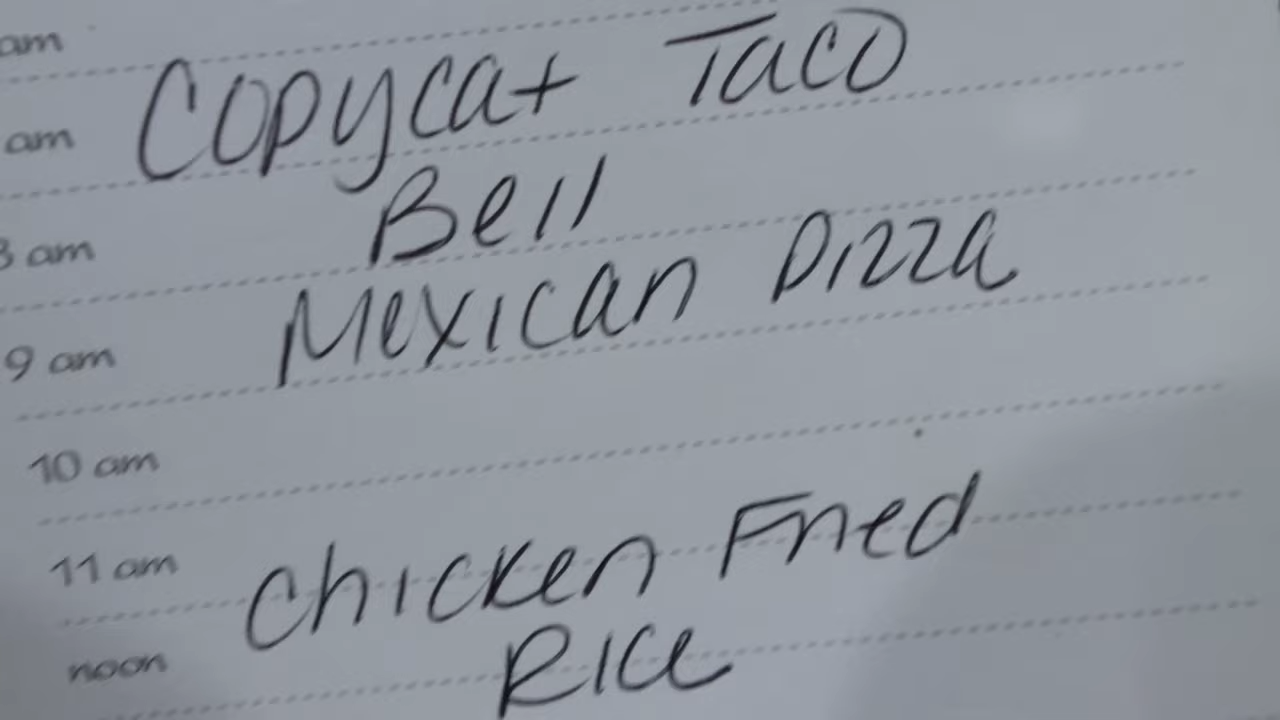 am
am Copycat Taco
Bell
8 am
Mexican Pizza
9 am
10 am
11 am Chicken Fried
noon Rice